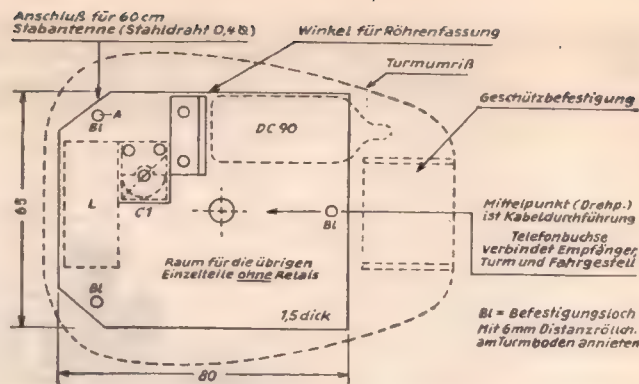 Anschluß für 60 cm
Stabantenne (Stahldraht 0,4 Ø)
Winkel für Röhrenfassung
Turmumriß
Geschützbefestigung
Bl
A
DC 90
65
L
C1
Bl
Mittelpunkt (Drehp.)
ist Kabeldurchführung
Telefonbuchse
verbindet Empfänger,
Turm und Fahrgestell
Raum für die übrigen
Einzelteile ohne Relais
Bl
1,5 dick
Bl = Befestigungsloch
Mit 6mm Distanzröllch.
am Turmboden annieten
80